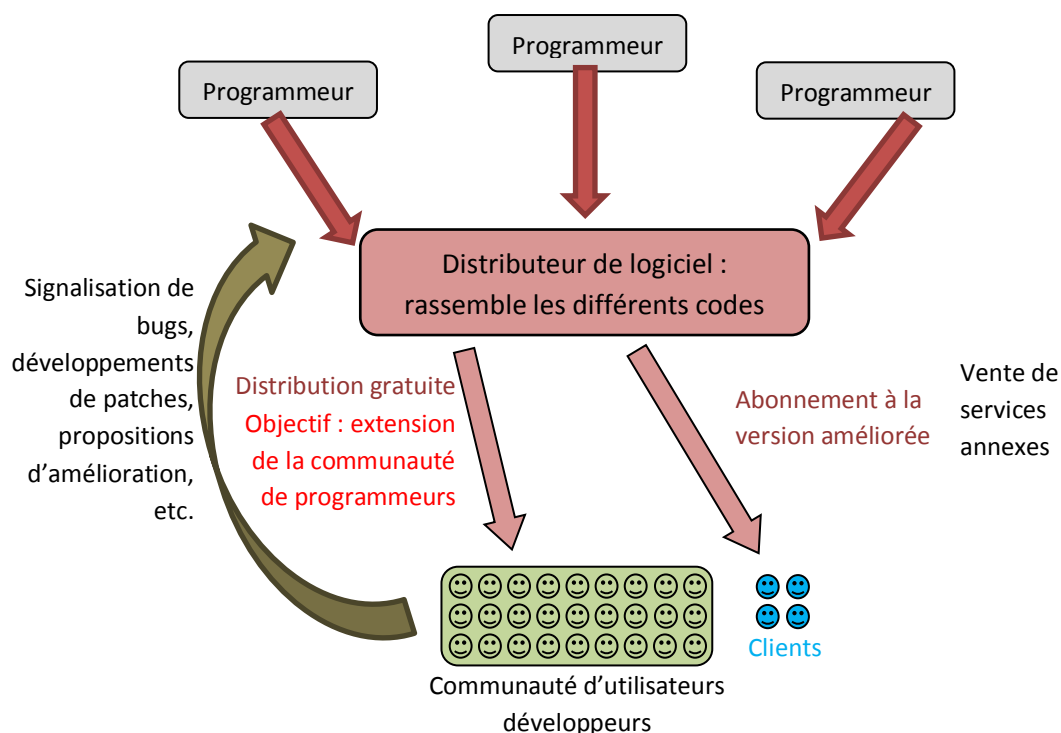 Programmeur
Programmeur
Programmeur
Distributeur de logiciel :
rassemble les différents codes
Signalisation de
bugs,
développements
de patches,
propositions
d’amélioration,
etc.
Distribution gratuite
Objectif : extension
de la communauté
de programmeurs
Abonnement à la
version améliorée
Vente de
services
annexes
Clients
Communauté d’utilisateurs
développeurs